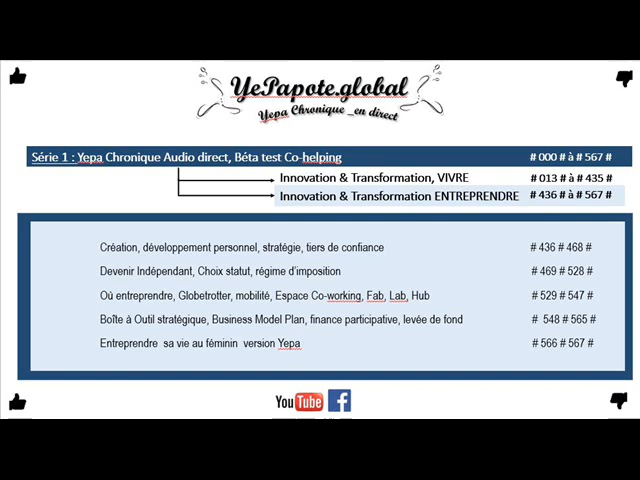 YePapote.global
Yepa Chronique _en direct
Série 1 : Yepa Chronique Audio direct, Béta test Co-helping # 000 # à # 567 #
Innovation & Transformation, VIVRE # 013 # à # 435 #
Innovation & Transformation ENTREPRENDRE # 436 # à # 567 #
Création, développement personnel, stratégie, tiers de confiance # 436 # 468 #
Devenir Indépendant, Choix statut, régime d'imposition # 469 # 528 #
Où entreprendre, Globetrotter, mobilité, Espace Co-working, Fab, Lab, Hub # 529 # 547 #
Boîte à Outil stratégique, Business Model Plan, finance participative, levée de fond # 548 # 565 #
Entreprendre sa vie au féminin version Yepa # 566 # 567 #
YouTube f